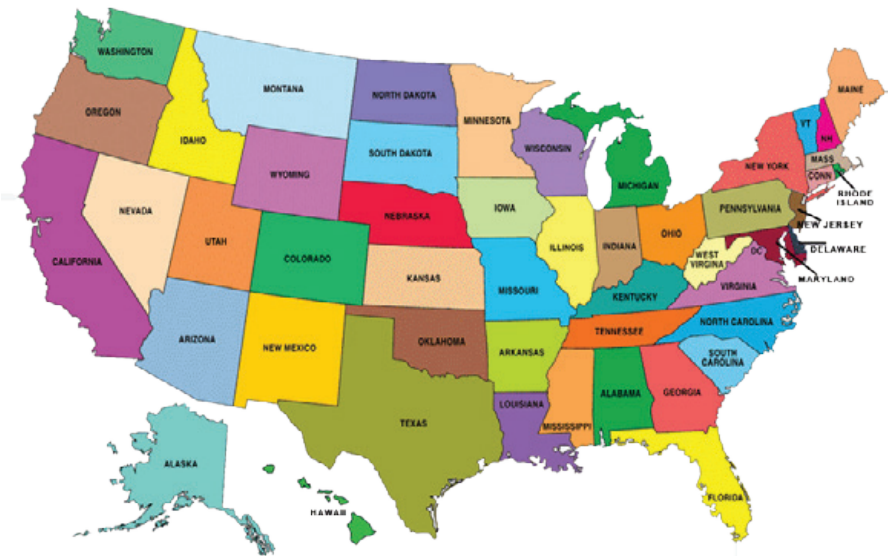 WASHINGTON
MONTANA
NORTH DAKOTA
MINNESOTA
MAINE
OREGON
IDAHO
WISCONSIN
VT
NH
SOUTH DAKOTA
WYOMING
MICHIGAN
NEW YORK
MASS
CONN
RHODE
ISLAND
NEVADA
NEBRASKA
IOWA
PENNSYLVANIA
NEW JERSEY
UTAH
COLORADO
ILLINOIS
INDIANA
OHIO
DELAWARE
CALIFORNIA
KANSAS
MISSOURI
WEST
VIRGINIA
DC
MARYLAND
KENTUCKY
VIRGINIA
ARIZONA
NEW MEXICO
OKLAHOMA
ARKANSAS
TENNESSEE
NORTH CAROLINA
SOUTH
CAROLINA
TEXAS
LOUISIANA
MISSISSIPPI
ALABAMA
GEORGIA
ALASKA
HAWAII
FLORIDA